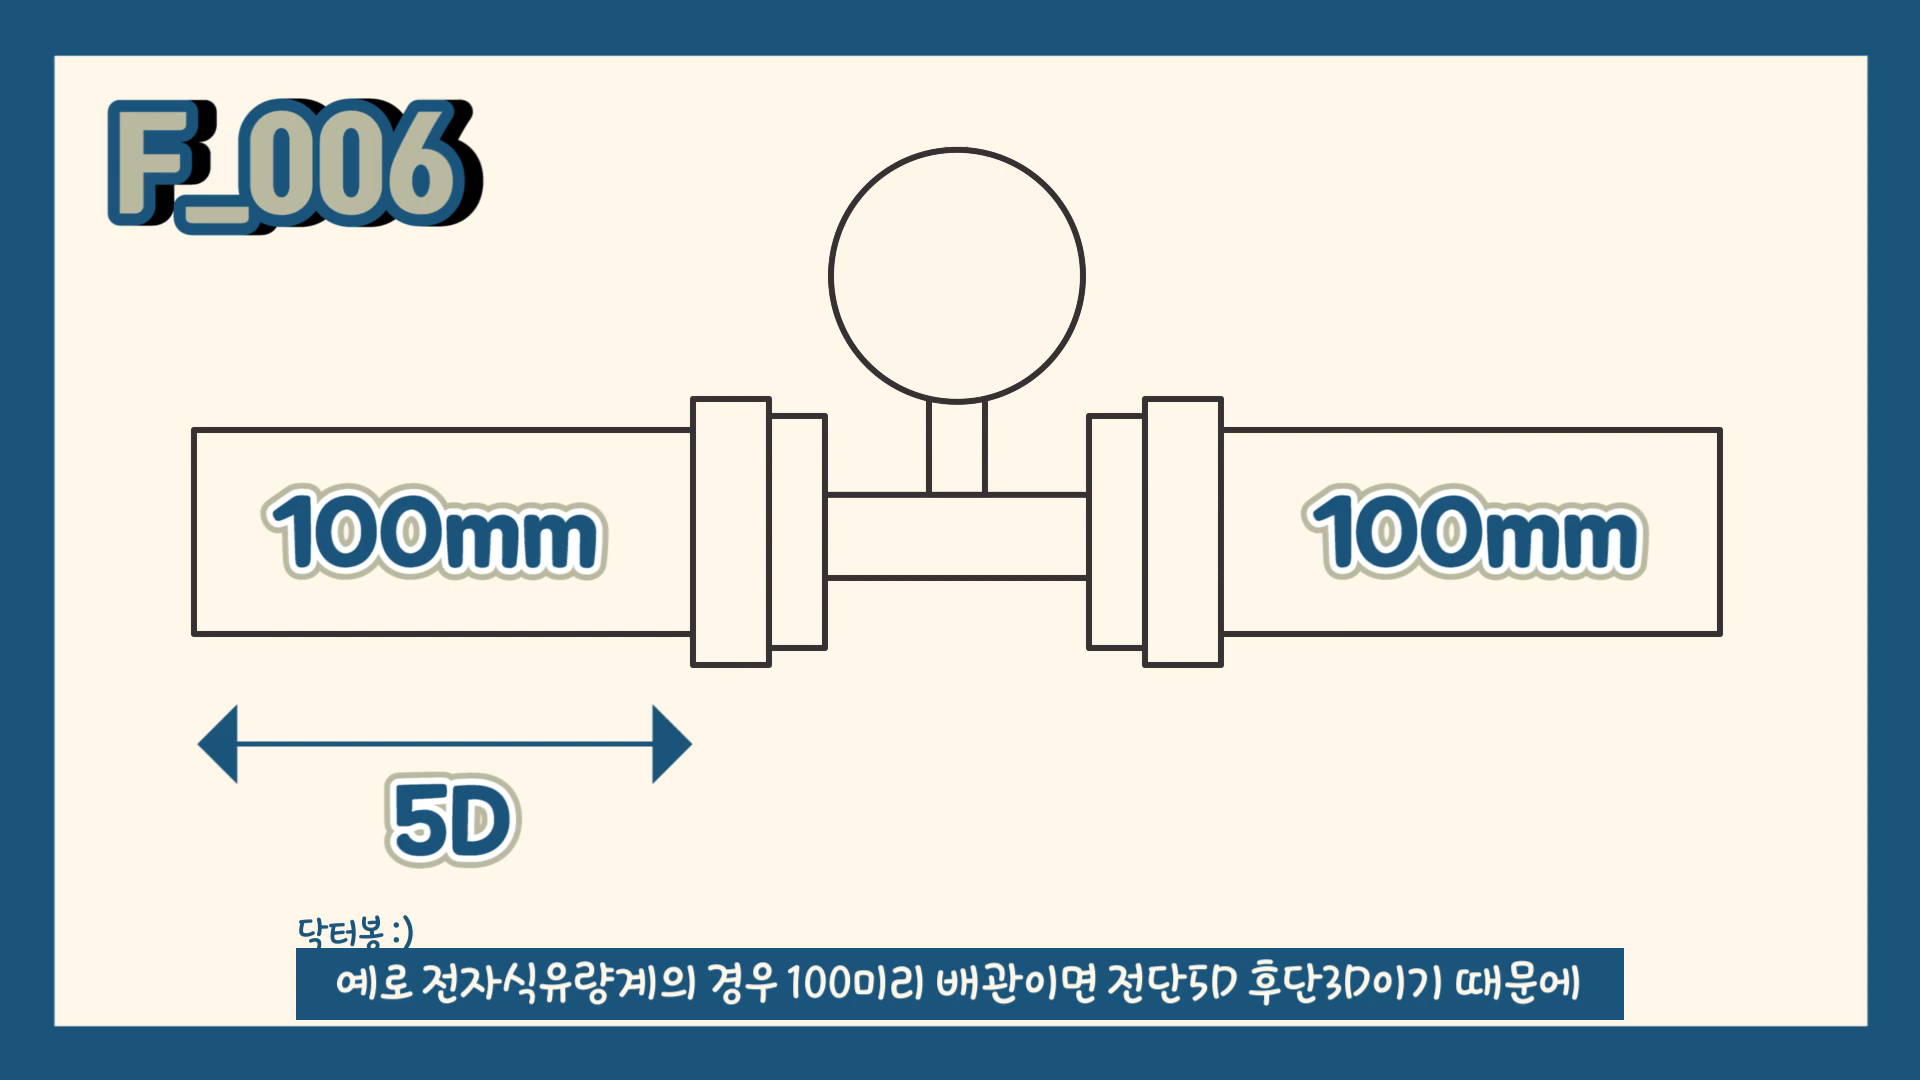 F_006
100mm
100mm
5D
닥터봉 :)
예로 전자식유량계의 경우 100미리 배관이면 전단5D 후단3D이기 때문에